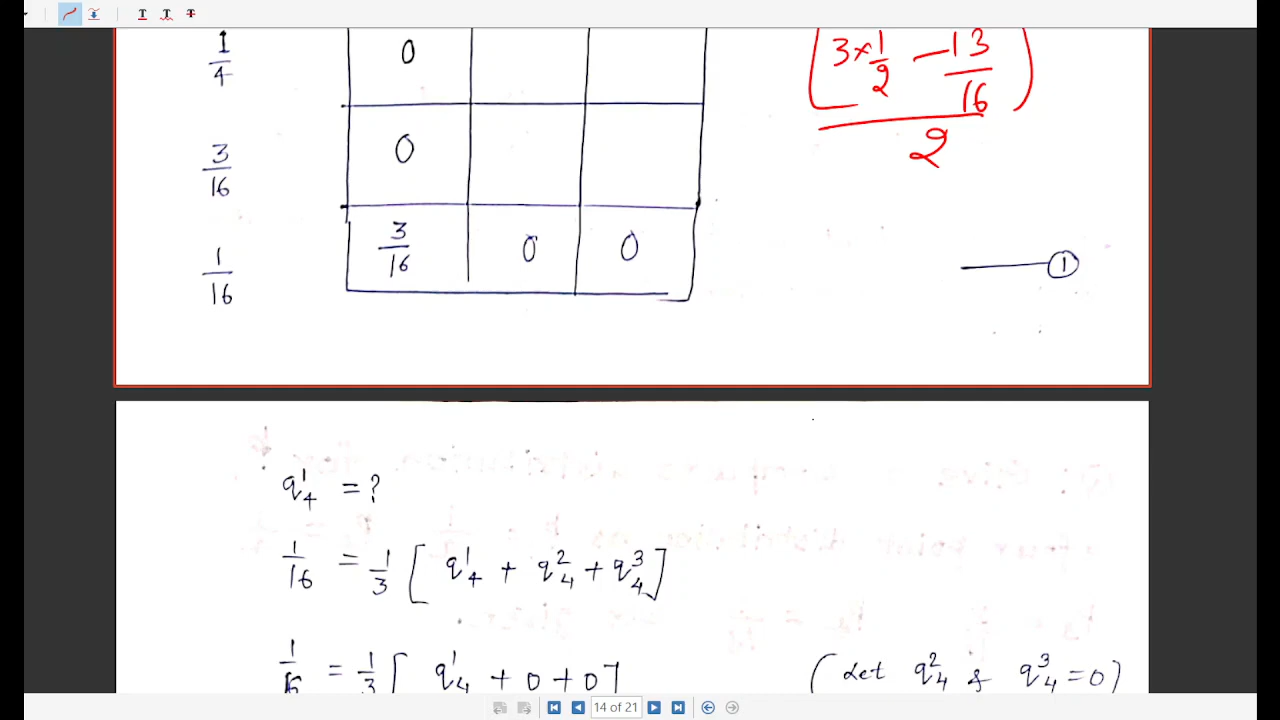 T T T
1/4 0
(3×1/2 − 13/16)/2
3/16 0
1/16 3/16 0 0
①
q¹₄ = ?
1/16 = 1/3 [ q¹₄ + q²₄ + q³₄ ]
1/16 = 1/3 [ q¹₄ + 0 + 0 ] (Let q²₄ & q³₄ = 0)
14 of 21